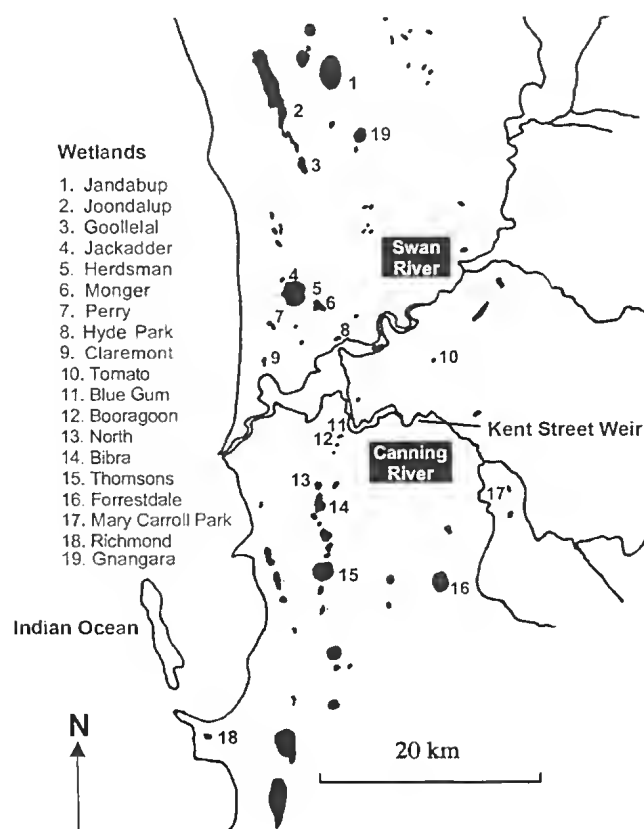 1
2
19
3
Wetlands
1. Jandabup
2. Joondalup
3. Goollelal
4. Jackadder
5. Herdsman
6. Monger
7. Perry
8. Hyde Park
9. Claremont
10. Tomato
11. Blue Gum
12. Booragoon
13. North
14. Bibra
15. Thomsons
16. Forrestdale
17. Mary Carroll Park
18. Richmond
19. Gnangara
Swan
River
4
5
6
7
8
9
10
11
12
Kent Street Weir
Canning
River
13
14
17
15
16
Indian Ocean
N
18
20 km